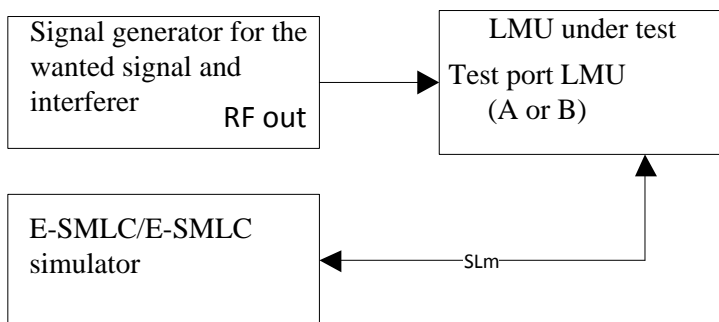 Signal generator for the
wanted signal and
interferer
RF out
LMU under test
Test port LMU
(A or B)
E-SMLC/E-SMLC
simulator
SLm